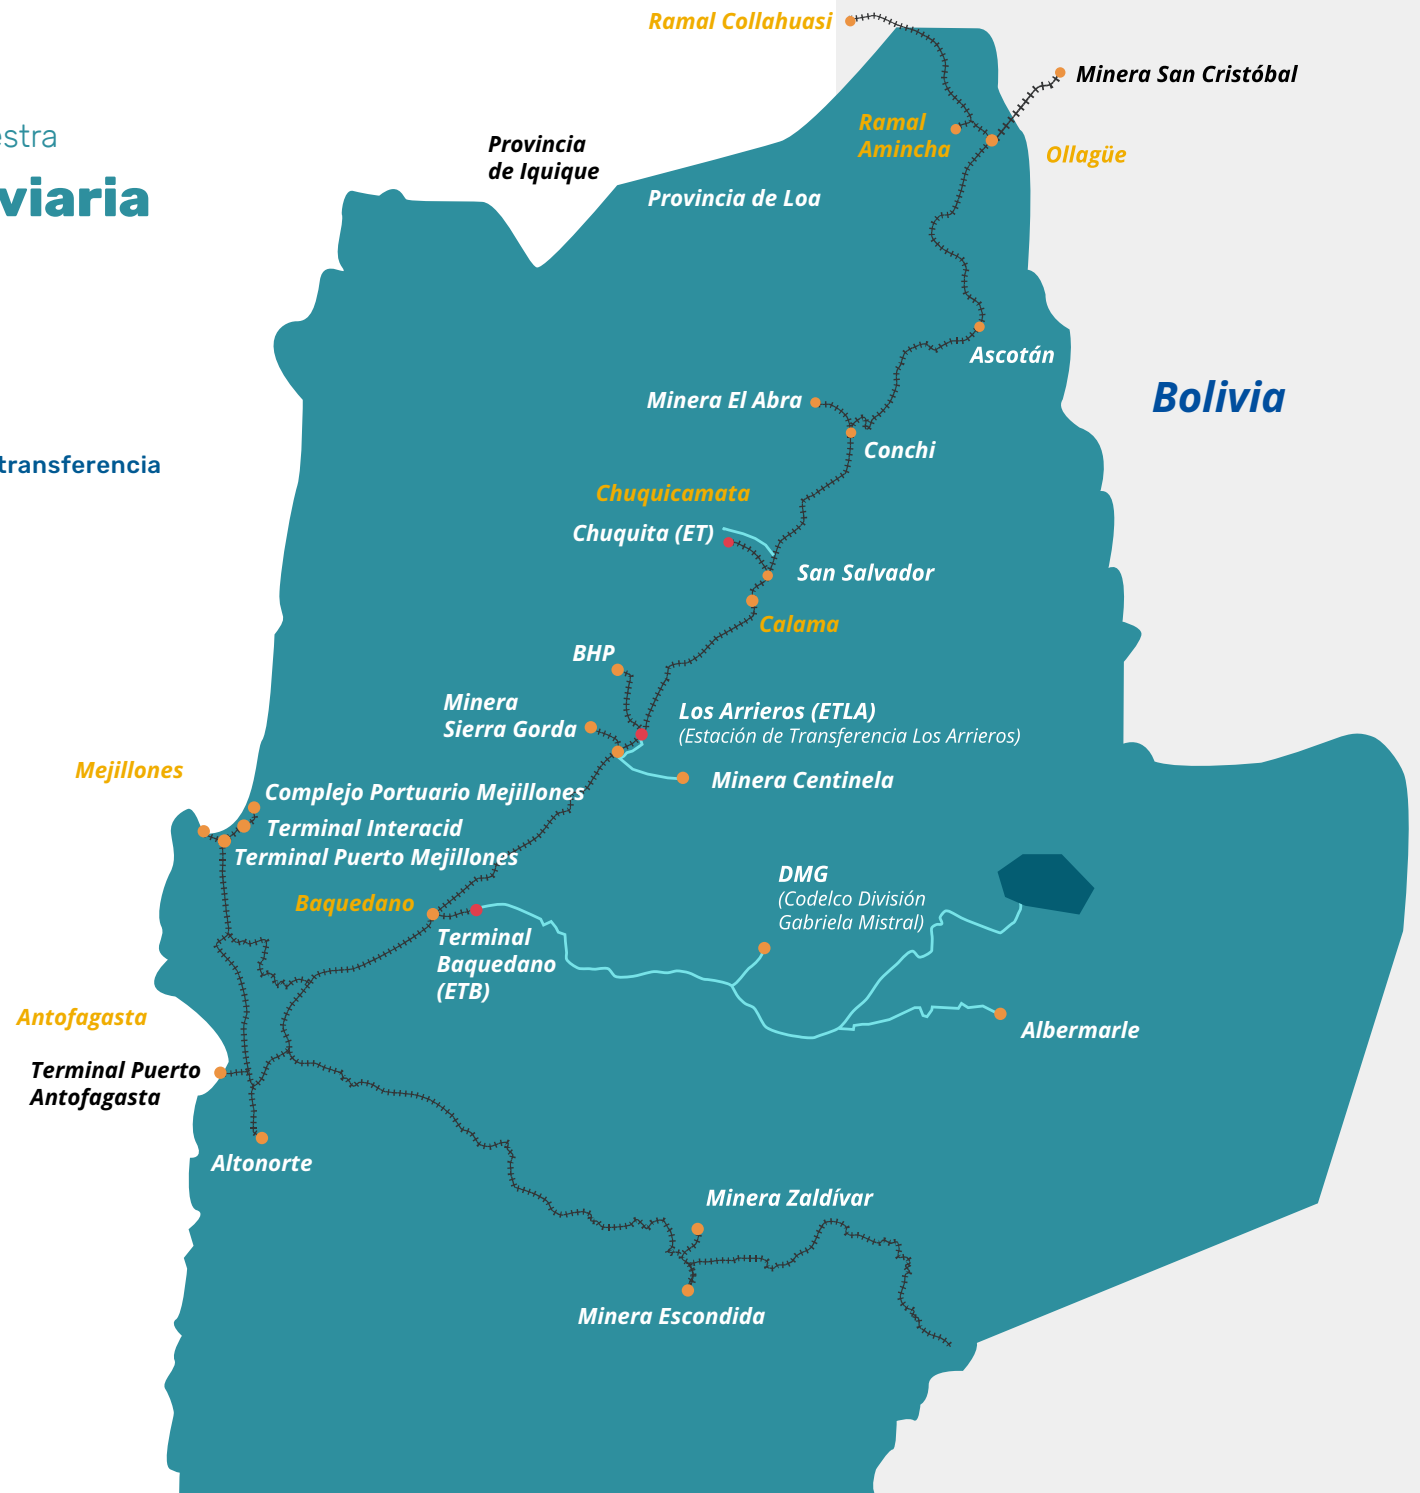 Ramal Collahuasi
Minera San Cristóbal
estra
viaria
Provincia
de Iquique
Ramal
Amincha
Ollagüe
Provincia de Loa
Ascotán
Bolivia
Minera El Abra
Conchi
transferencia
Chuquicamata
Chuquita (ET)
San Salvador
Calama
BHP
Minera
Sierra Gorda
Los Arrieros (ETLA)
(Estación de Transferencia Los Arrieros)
Mejillones
Minera Centinela
Complejo Portuario Mejillones
Terminal Interacid
Terminal Puerto Mejillones
DMG
(Codelco División
Gabriela Mistral)
Baquedano
Terminal
Baquedano
(ETB)
Antofagasta
Albermarle
Terminal Puerto
Antofagasta
Altonorte
Minera Zaldívar
Minera Escondida